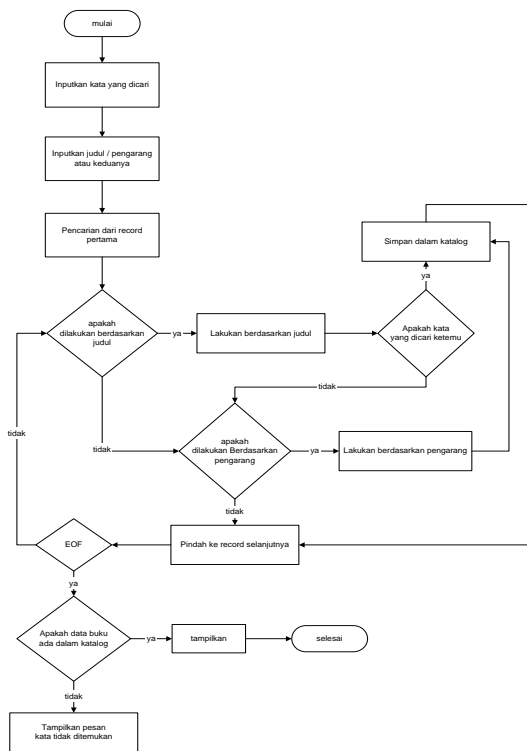 mulai
Inputkan kata yang dicari
Inputkan judul / pengarang
atau keduanya
Pencarian dari record
pertama
Simpan dalam katalog
ya
apakah
dilakukan berdasarkan
judul
ya
Lakukan berdasarkan judul
Apakah kata
yang dicari ketemu
tidak
tidak
tidak
apakah
dilakukan Berdasarkan
pengarang
ya
Lakukan berdasarkan pengarang
tidak
EOF
Pindah ke record selanjutnya
ya
Apakah data buku
ada dalam katalog
ya
tampilkan
selesai
tidak
Tampilkan pesan
kata tidak ditemukan